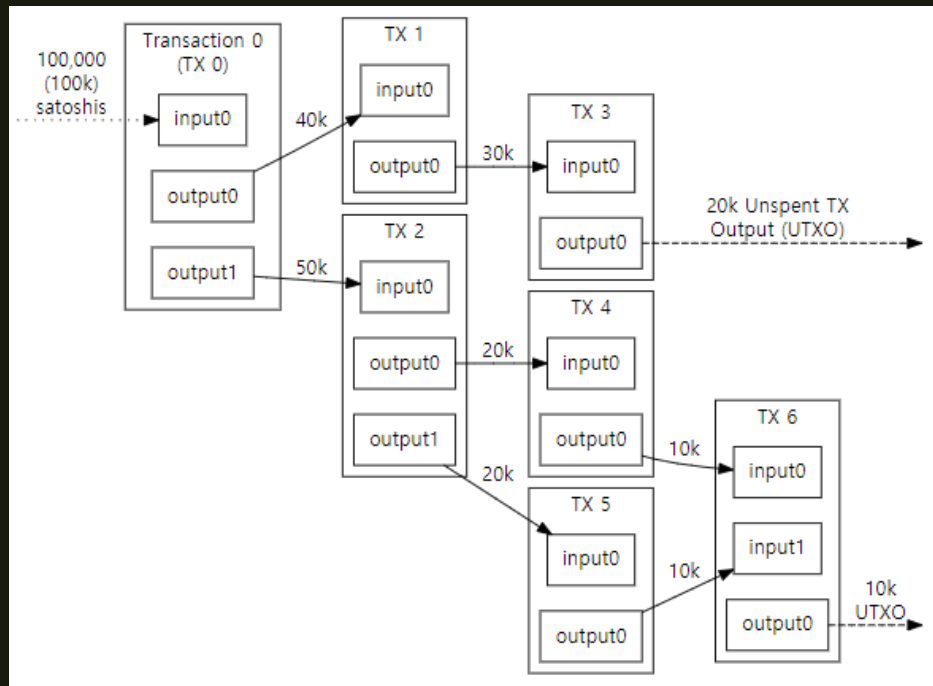 100,000
(100k)
satoshis
Transaction 0
(TX 0)
input0
output0
output1
40k
50k
TX 1
input0
output0
30k
TX 2
input0
output0
output1
20k
20k
TX 3
input0
output0
20k Unspent TX
Output (UTXO)
TX 4
input0
output0
10k
TX 5
input0
output0
10k
TX 6
input0
input1
output0
10k
UTXO